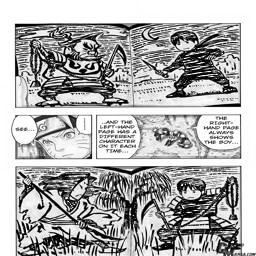 SEE...
...AND THE
LEFT-HAND
PAGE HAS A
DIFFERENT
CHARACTER
ON IT EACH
TIME...
THE
RIGHT-
HAND PAGE
ALWAYS
SHOWS
THE BOY...